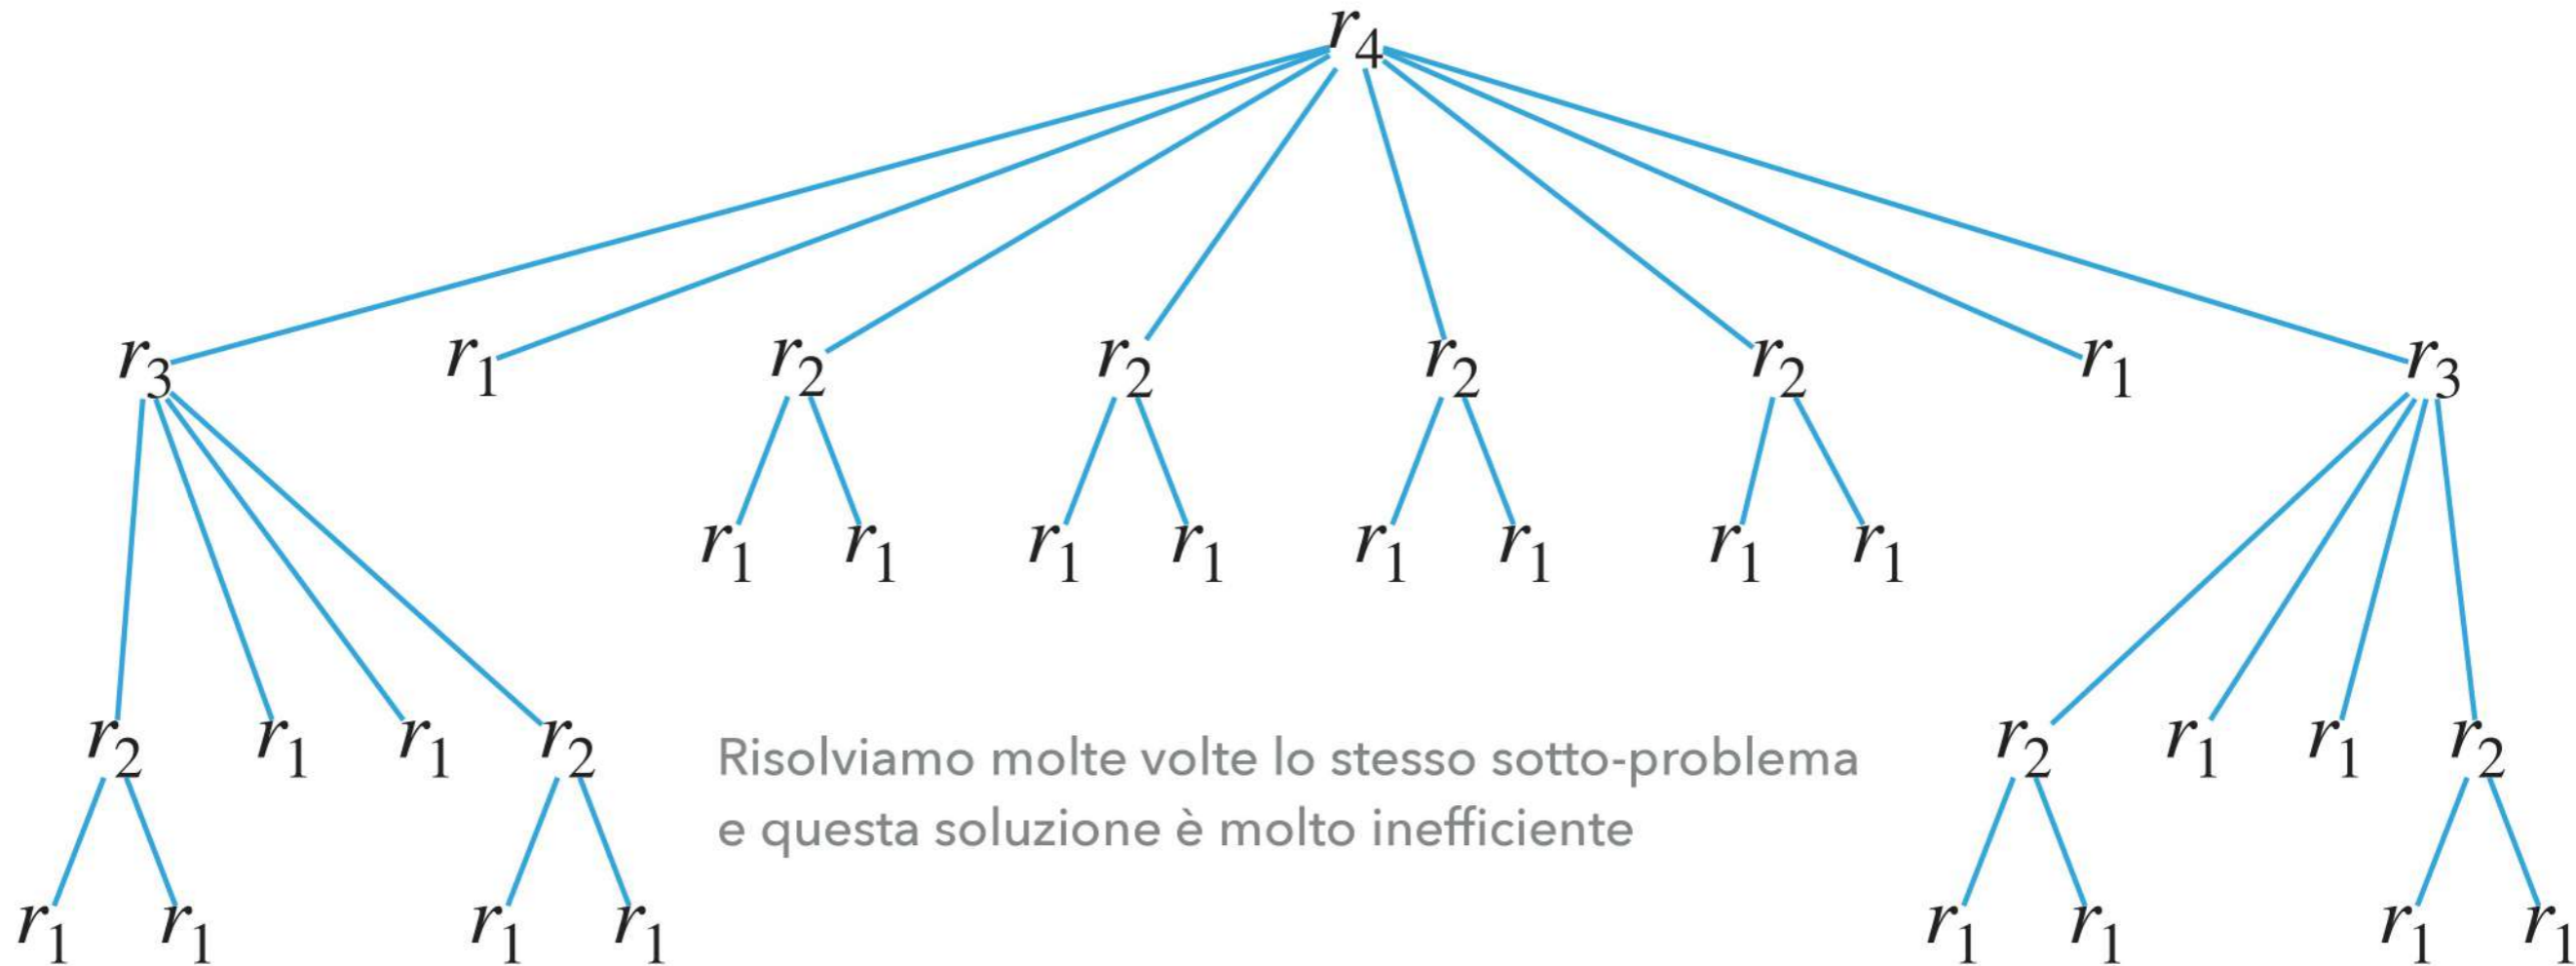 r4
r3 r1 r2 r2 r2 r2 r1 r3
r1 r1 r1 r1 r1 r1 r1 r1
r2 r1 r1 r2 r2 r1 r1 r2
Risolviamo molte volte lo stesso sotto-problema
e questa soluzione è molto inefficiente
r1 r1 r1 r1 r1 r1 r1 r1